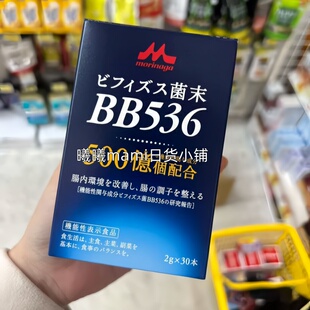 morinaga
ビフィズス菌末
BB536
曦曦mami日货小铺
500億個配合
腸内環境を改善し、腸の調子を整える
[機能性関与成分ビフィズス菌BB536の研究報告]
機能性表示食品
食生活は、主食、主菜、副菜を
基本に、食事のバランスを。
2g×30本